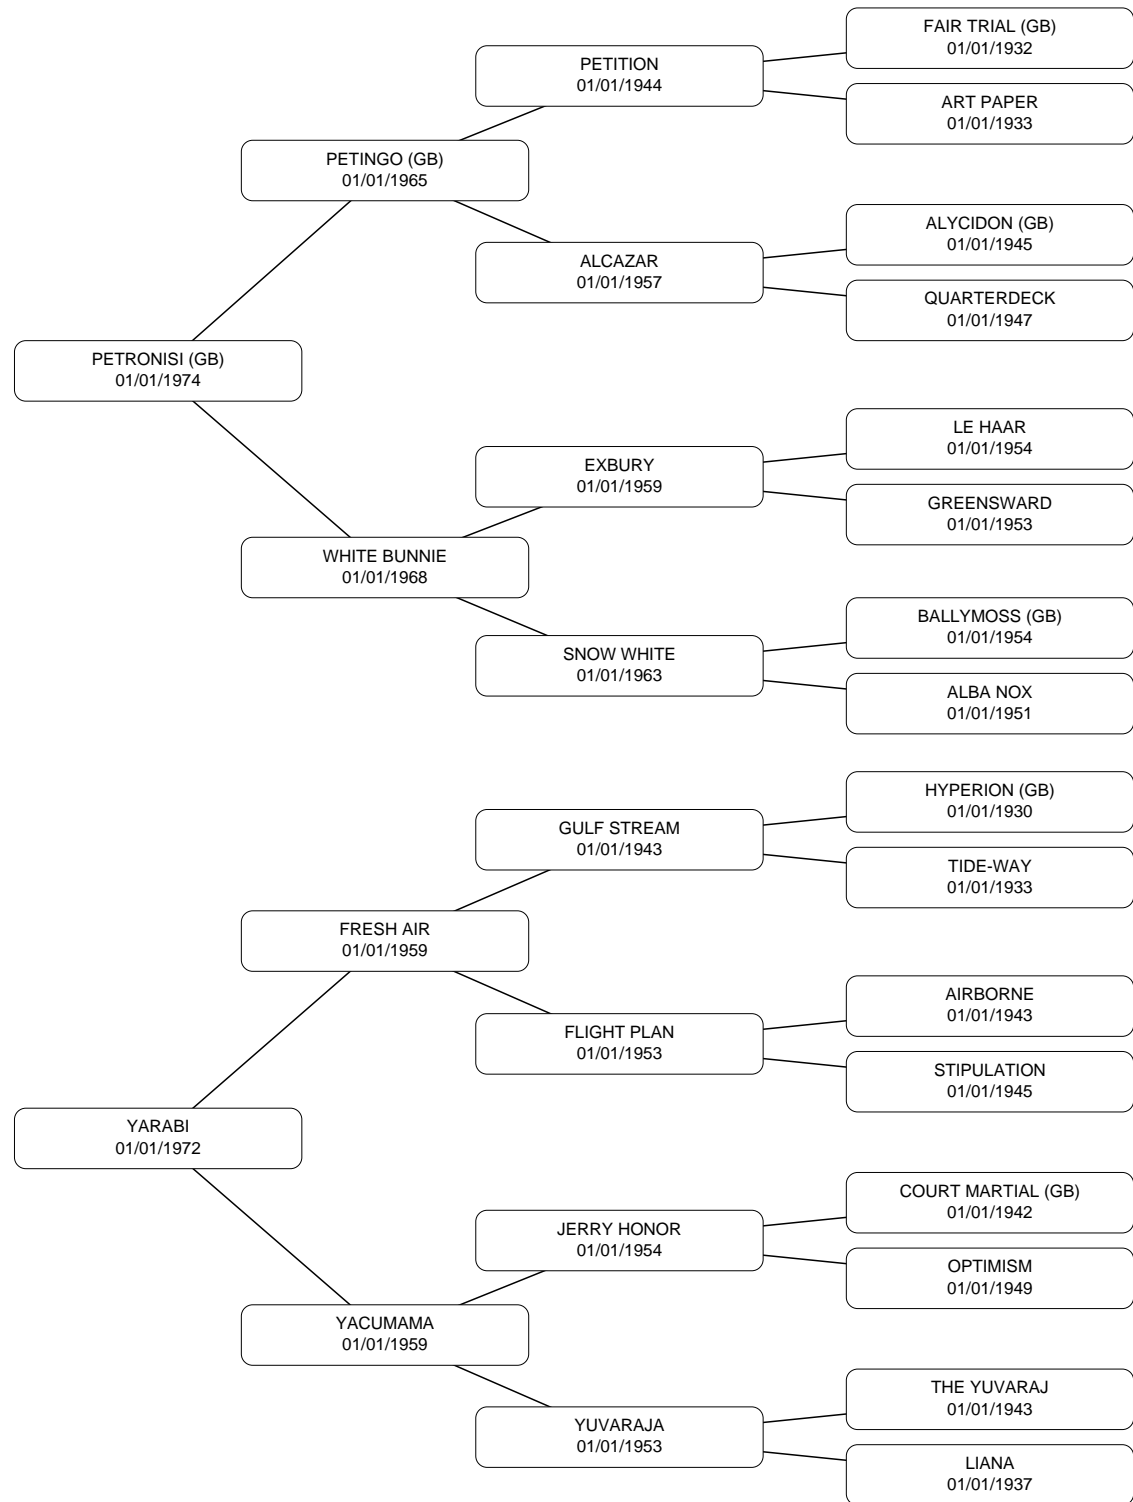 FAIR TRIAL (GB)
01/01/1932
PETITION
01/01/1944
ART PAPER
01/01/1933
PETINGO (GB)
01/01/1965
ALYCIDON (GB)
01/01/1945
ALCAZAR
01/01/1957
QUARTERDECK
01/01/1947
PETRONISI (GB)
01/01/1974
LE HAAR
01/01/1954
EXBURY
01/01/1959
GREENSWARD
01/01/1953
WHITE BUNNIE
01/01/1968
BALLYMOSS (GB)
01/01/1954
SNOW WHITE
01/01/1963
ALBA NOX
01/01/1951
HYPERION (GB)
01/01/1930
GULF STREAM
01/01/1943
TIDE-WAY
01/01/1933
FRESH AIR
01/01/1959
AIRBORNE
01/01/1943
FLIGHT PLAN
01/01/1953
STIPULATION
01/01/1945
YARABI
01/01/1972
COURT MARTIAL (GB)
01/01/1942
JERRY HONOR
01/01/1954
OPTIMISM
01/01/1949
YACUMAMA
01/01/1959
THE YUVARAJ
01/01/1943
YUVARAJA
01/01/1953
LIANA
01/01/1937